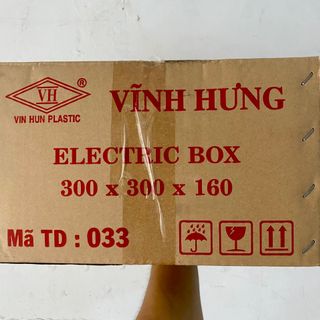 VH ®
VIN HUN PLASTIC
VĨNH HƯNG
ELECTRIC BOX
300 x 300 x 160
Mã TD : 033